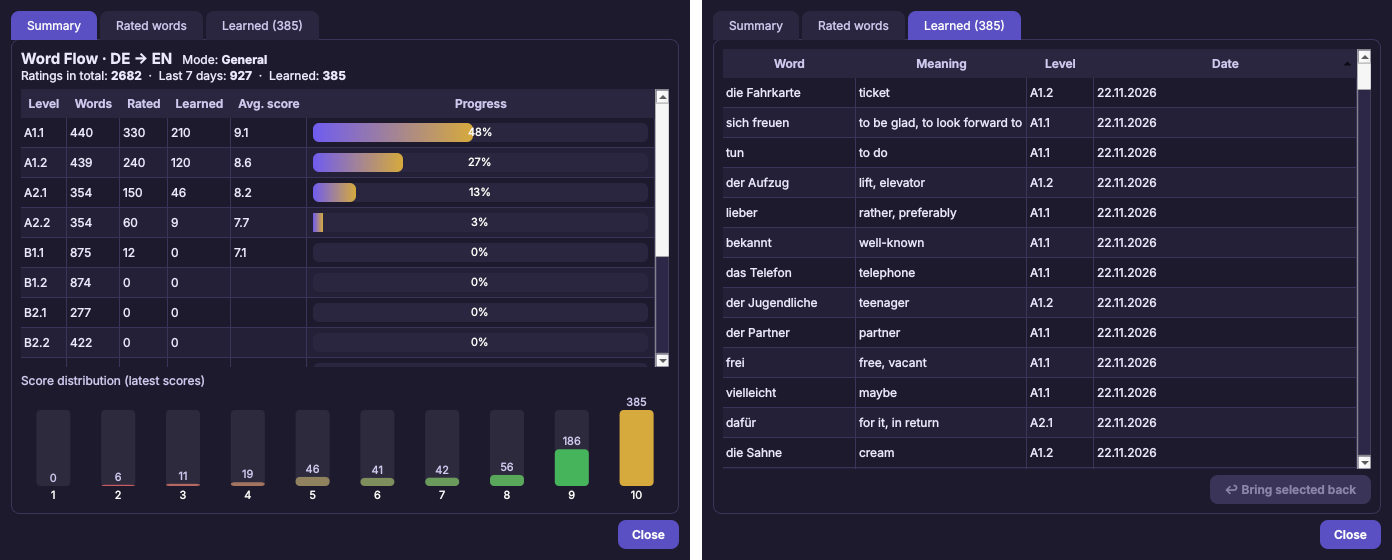 Summary Rated words Learned (385)
Word Flow · DE → EN Mode: General
Ratings in total: 2682 · Last 7 days: 927 · Learned: 385
Level Words Rated Learned Avg. score Progress
A1.1 440 330 210 9.1 48%
A1.2 439 240 120 8.6 27%
A2.1 354 150 46 8.2 13%
A2.2 354 60 9 7.7 3%
B1.1 875 12 0 7.1 0%
B1.2 874 0 0 0%
B2.1 277 0 0 0%
B2.2 422 0 0 0%
Score distribution (latest scores)
0 6 11 19 46 41 42 56 186 385
1 2 3 4 5 6 7 8 9 10
Close
Summary Rated words Learned (385)
Word Meaning Level Date
die Fahrkarte ticket A1.2 22.11.2026
sich freuen to be glad, to look forward to A1.1 22.11.2026
tun to do A1.1 22.11.2026
der Aufzug lift, elevator A1.2 22.11.2026
lieber rather, preferably A1.1 22.11.2026
bekannt well-known A1.1 22.11.2026
das Telefon telephone A1.1 22.11.2026
der Jugendliche teenager A1.2 22.11.2026
der Partner partner A1.1 22.11.2026
frei free, vacant A1.1 22.11.2026
vielleicht maybe A1.1 22.11.2026
dafür for it, in return A2.1 22.11.2026
die Sahne cream A1.2 22.11.2026
↩ Bring selected back
Close